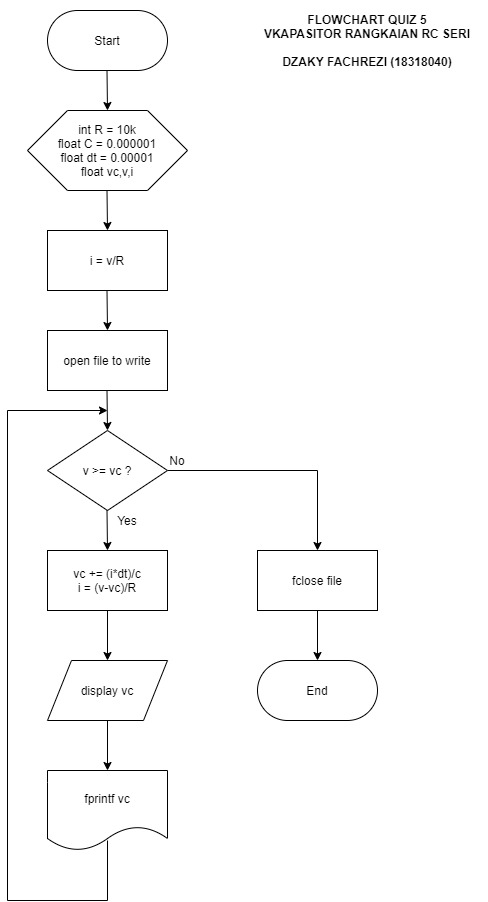 FLOWCHART QUIZ 5
VKAPASITOR RANGKAIAN RC SERI
DZAKY FACHREZI (18318040)
Start
int R = 10k
float C = 0.000001
float dt = 0.00001
float vc,v,i
i = v/R
open file to write
v >= vc ?
No
Yes
vc += (i*dt)/c
i = (v-vc)/R
fclose file
display vc
End
fprintf vc